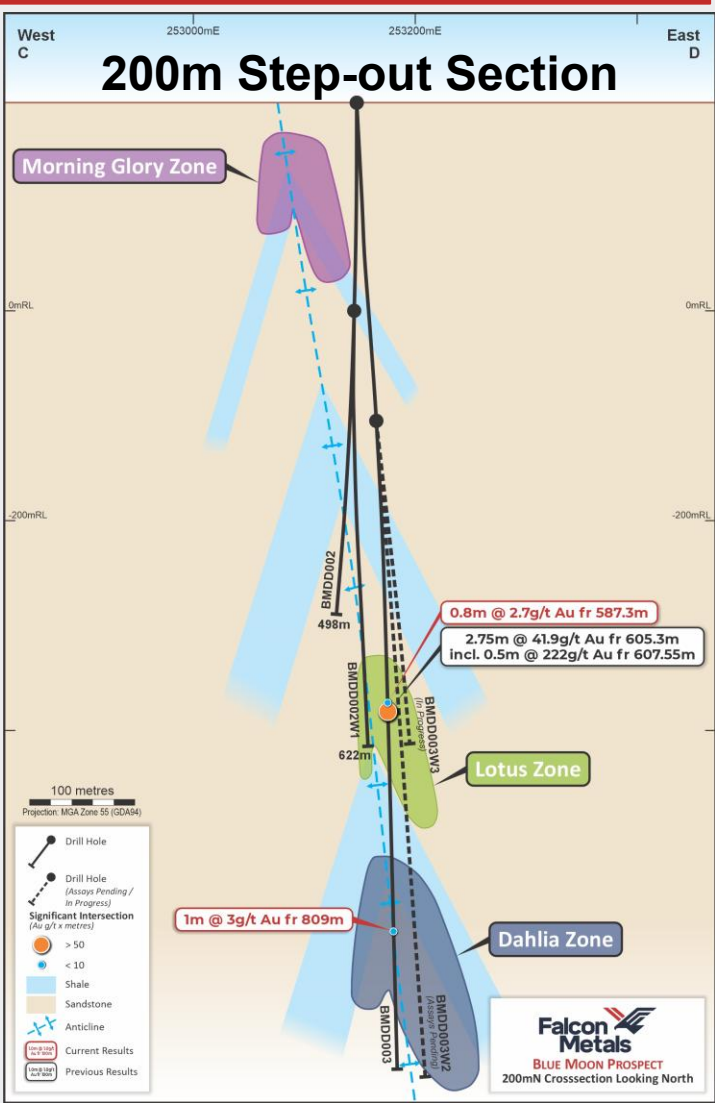 West
C
253000mE
253200mE
East
D
200m Step-out Section
Morning Glory Zone
0mRL
0mRL
-200mRL
-200mRL
BMDD002
498m
0.8m @ 2.7g/t Au fr 587.3m
2.75m @ 41.9g/t Au fr 605.3m
incl. 0.5m @ 222g/t Au fr 607.55m
BMDD002W1
622m
BMDD003W3
(In Progress)
Lotus Zone
100 metres
Projection: MGA Zone 55 (GDA94)
Drill Hole
Drill Hole
(Assays Pending /
In Progress)
Significant Intersection
(Au g/t x metres)
> 50
< 10
Shale
Sandstone
Anticline
Current Results
Previous Results
1m @ 3g/t Au fr 809m
Dahlia Zone
BMDD003
BMDD003W2
(Assays Pending)
Falcon
Metals
BLUE MOON PROSPECT
200mN Crosssection Looking North